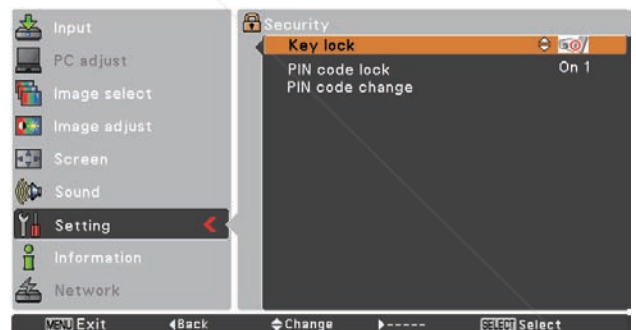 Input
PC adjust
Image select
Image adjust
Screen
Sound
Setting
Information
Network
Security
Key lock
PIN code lock On 1
PIN code change
MENU Exit Back Change ----- SELECT Select